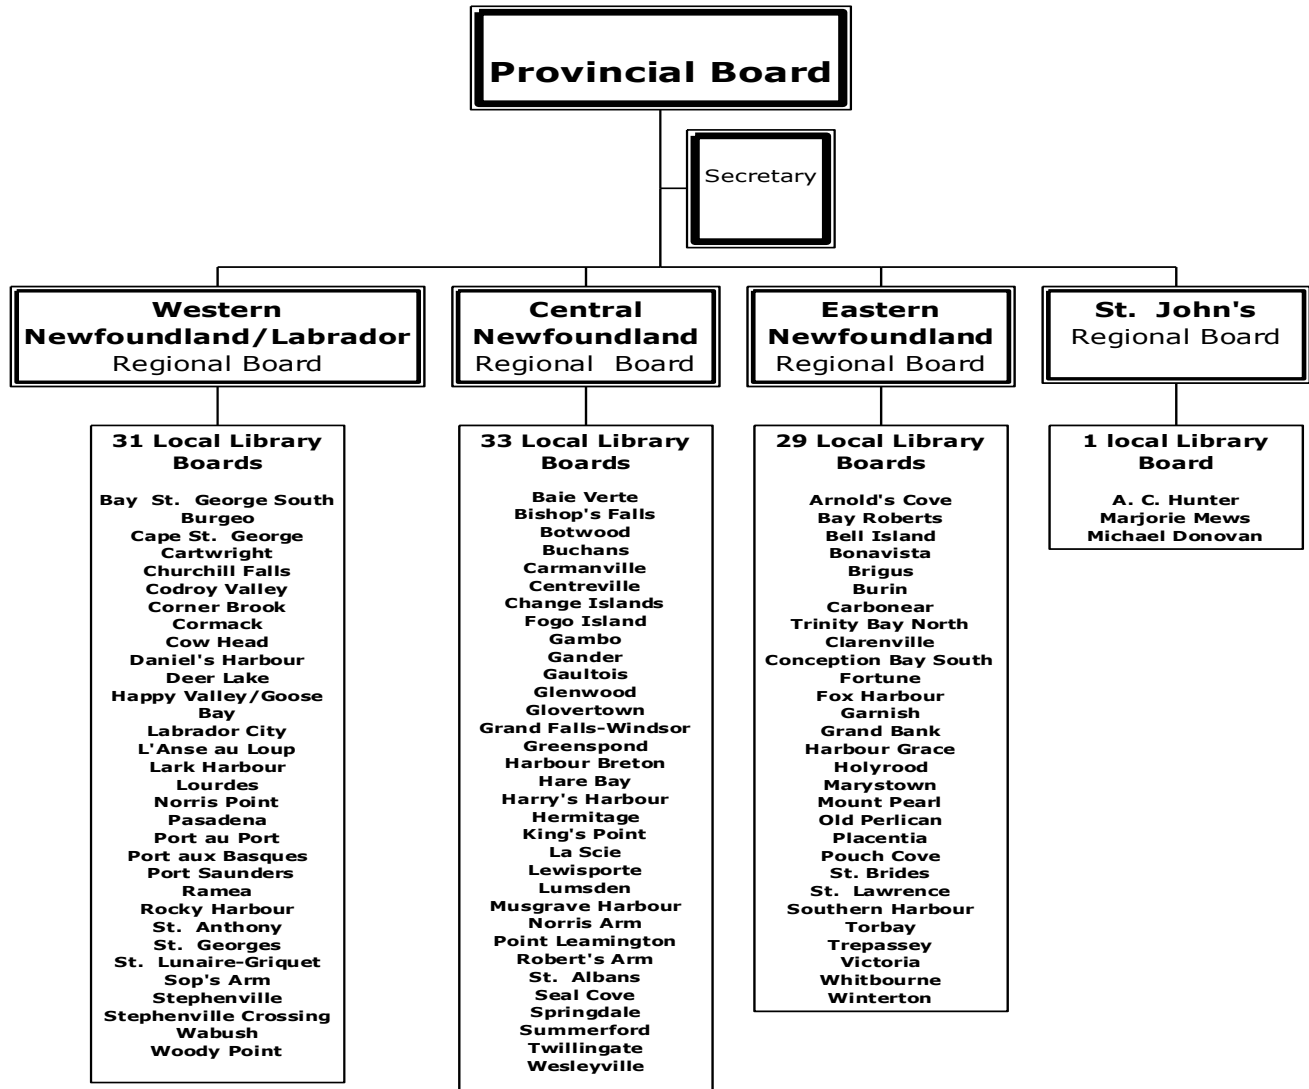 Provincial Board
Secretary
Western
Newfoundland/Labrador
Regional Board
Central
Newfoundland
Regional Board
Eastern
Newfoundland
Regional Board
St. John's
Regional Board
31 Local Library
Boards
Bay St. George South
Burgeo
Cape St. George
Cartwright
Churchill Falls
Codroy Valley
Corner Brook
Cormack
Cow Head
Daniel's Harbour
Deer Lake
Happy Valley/Goose
Bay
Labrador City
L'Anse au Loup
Lark Harbour
Lourdes
Norris Point
Pasadena
Port au Port
Port aux Basques
Port Saunders
Ramea
Rocky Harbour
St. Anthony
St. Georges
St. Lunaire-Griquet
Sop's Arm
Stephenville
Stephenville Crossing
Wabush
Woody Point
33 Local Library
Boards
Baie Verte
Bishop's Falls
Botwood
Buchans
Carmanville
Centreville
Change Islands
Fogo Island
Gambo
Gander
Gaultois
Glenwood
Glovertown
Grand Falls-Windsor
Greenspond
Harbour Breton
Hare Bay
Harry's Harbour
Hermitage
King's Point
La Scie
Lewisporte
Lumsden
Musgrave Harbour
Norris Arm
Point Leamington
Robert's Arm
St. Albans
Seal Cove
Springdale
Summerford
Twillingate
Wesleyville
29 Local Library
Boards
Arnold's Cove
Bay Roberts
Bell Island
Bonavista
Brigus
Burin
Carbonear
Trinity Bay North
Clarenville
Conception Bay South
Fortune
Fox Harbour
Garnish
Grand Bank
Harbour Grace
Holyrood
Marystown
Mount Pearl
Old Perlican
Placentia
Pouch Cove
St. Brides
St. Lawrence
Southern Harbour
Torbay
Trepassey
Victoria
Whitbourne
Winterton
1 local Library
Board
A. C. Hunter
Marjorie Mews
Michael Donovan